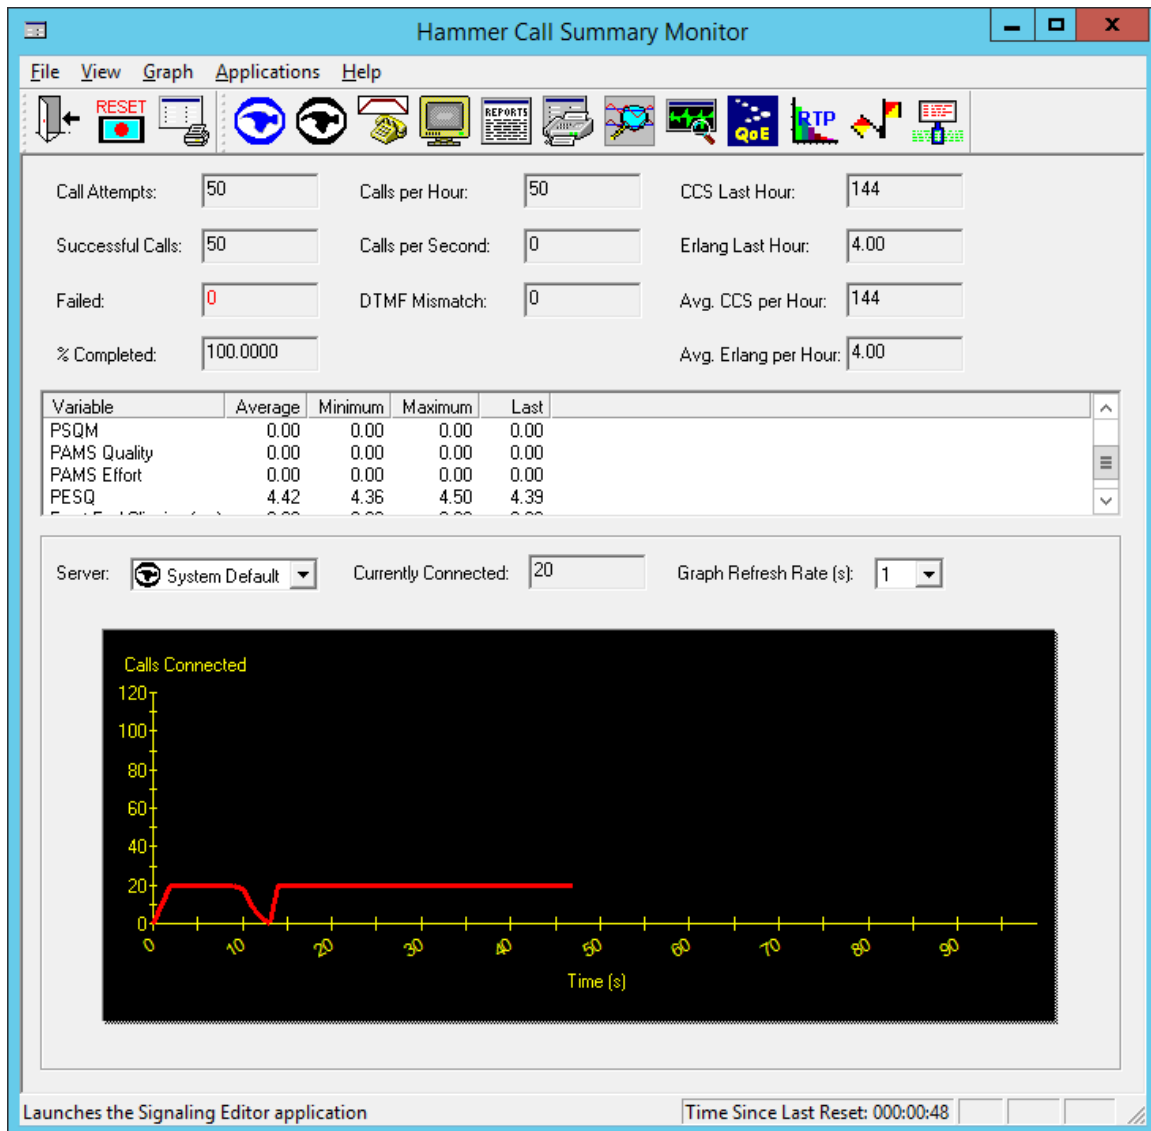 Hammer Call Summary Monitor
File View Graph Applications Help
RESET REPORTS QoE RTP
Call Attempts: 50 Calls per Hour: 50 CCS Last Hour: 144
Successful Calls: 50 Calls per Second: 0 Erlang Last Hour: 4.00
Failed: 0 DTMF Mismatch: 0 Avg. CCS per Hour: 144
% Completed: 100.0000 Avg. Erlang per Hour: 4.00
Variable Average Minimum Maximum Last
PSQM 0.00 0.00 0.00 0.00
PAMS Quality 0.00 0.00 0.00 0.00
PAMS Effort 0.00 0.00 0.00 0.00
PESQ 4.42 4.36 4.50 4.39
Server: System Default Currently Connected: 20 Graph Refresh Rate (s): 1
Calls Connected
120
100
80
60
40
20
0
0 10 20 30 40 50 60 70 80 90
Time (s)
Launches the Signaling Editor application Time Since Last Reset: 000:00:48